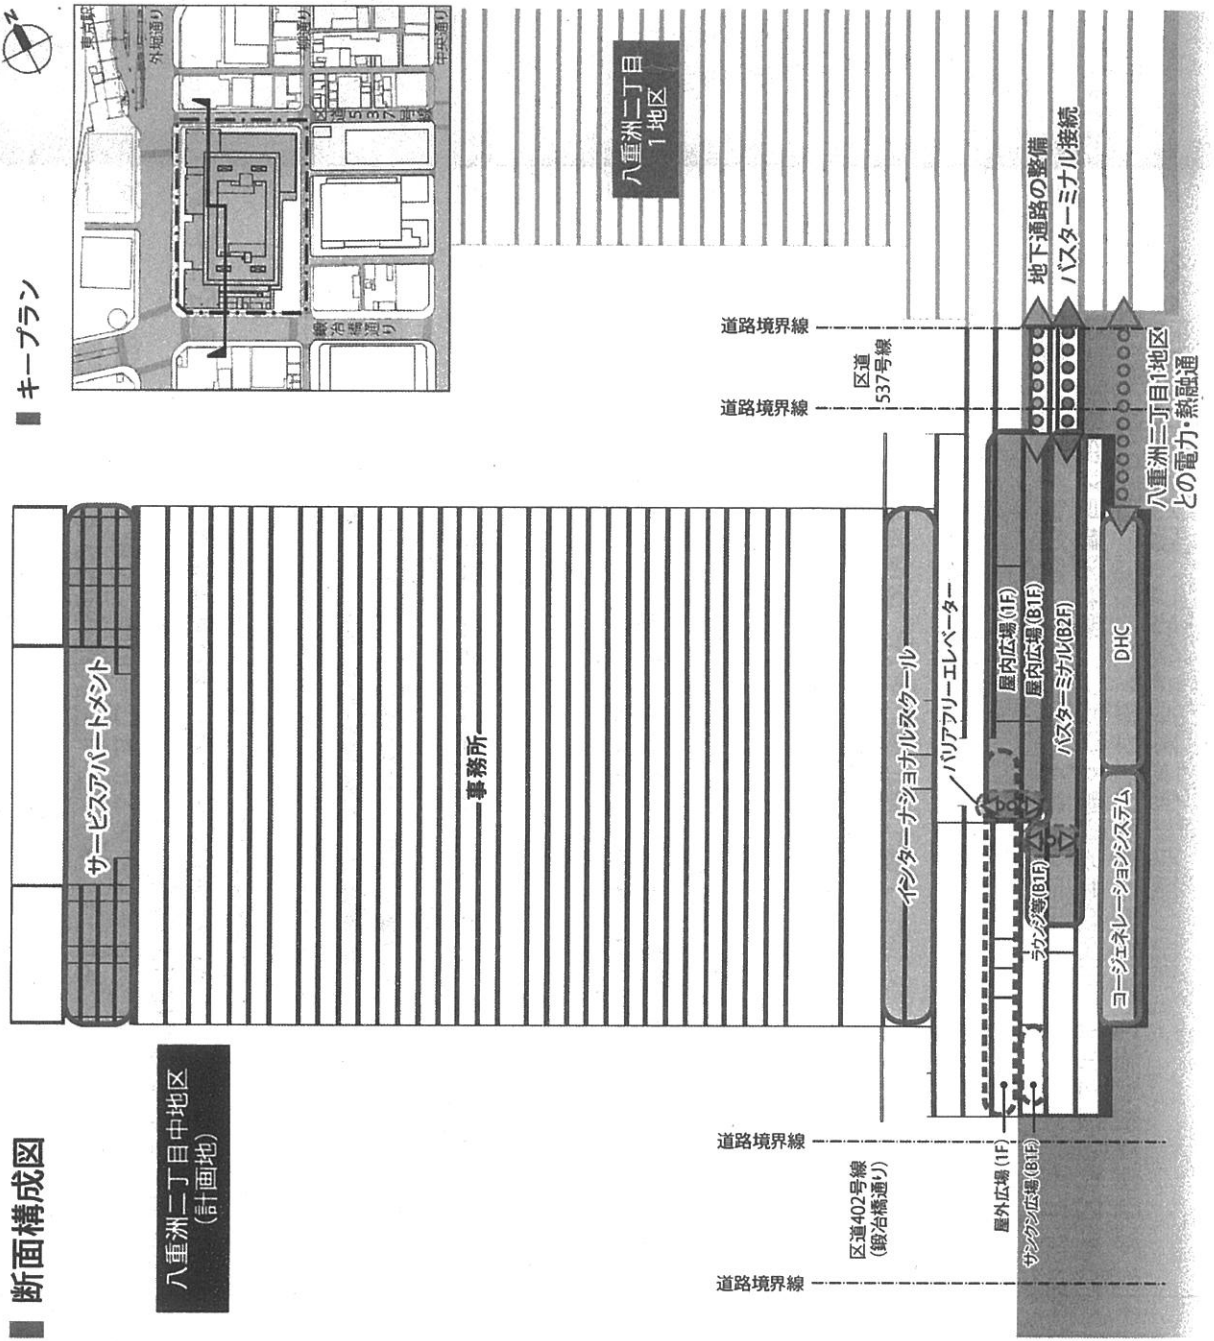 断面構成図
キープラン
東京駅
外堀通り
柳通り
中央通り
区道537号線
鍛冶橋通り
八重洲二丁目中地区
(計画地)
八重洲二丁目
1地区
サービスアパートメント
事務所
インターナショナルスクール
バリアフリーエレベーター
道路境界線
道路境界線
道路境界線
道路境界線
区道402号線
(鍛冶橋通り)
区道
537号線
屋外広場(1F)
サンクン広場(B1F)
ラウンジ等(B1F)
屋内広場(1F)
屋内広場(B1F)
バスターミナル(B2F)
地下通路の整備
バスターミナル接続
コージェネレーションシステム
DHC
八重洲二丁目1地区
との電力・熱融通